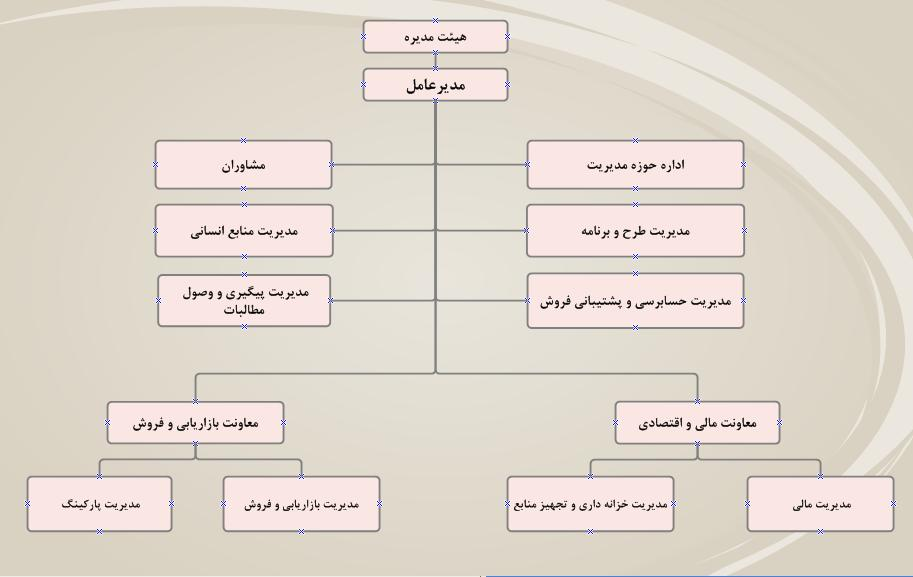 هیئت مدیره
مدیرعامل
اداره حوزه مدیریت
مشاوران
مدیریت طرح و برنامه
مدیریت منابع انسانی
مدیریت حسابرسی و پشتیبانی فروش
مدیریت پیگیری و وصول
مطالبات
معاونت مالی و اقتصادی
معاونت بازاریابی و فروش
مدیریت مالی
مدیریت خزانه داری و تجهیز منابع
مدیریت بازاریابی و فروش
مدیریت پارکینگ